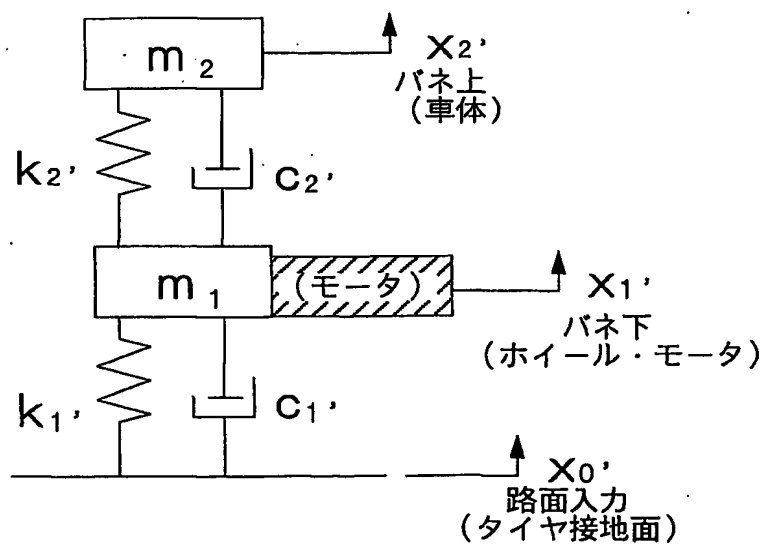 m2
X2'
バネ上
(車体)
k2'
c2'
m1
(モータ)
X1'
バネ下
(ホイール・モータ)
k1'
c1'
X0'
路面入力
(タイヤ接地面)